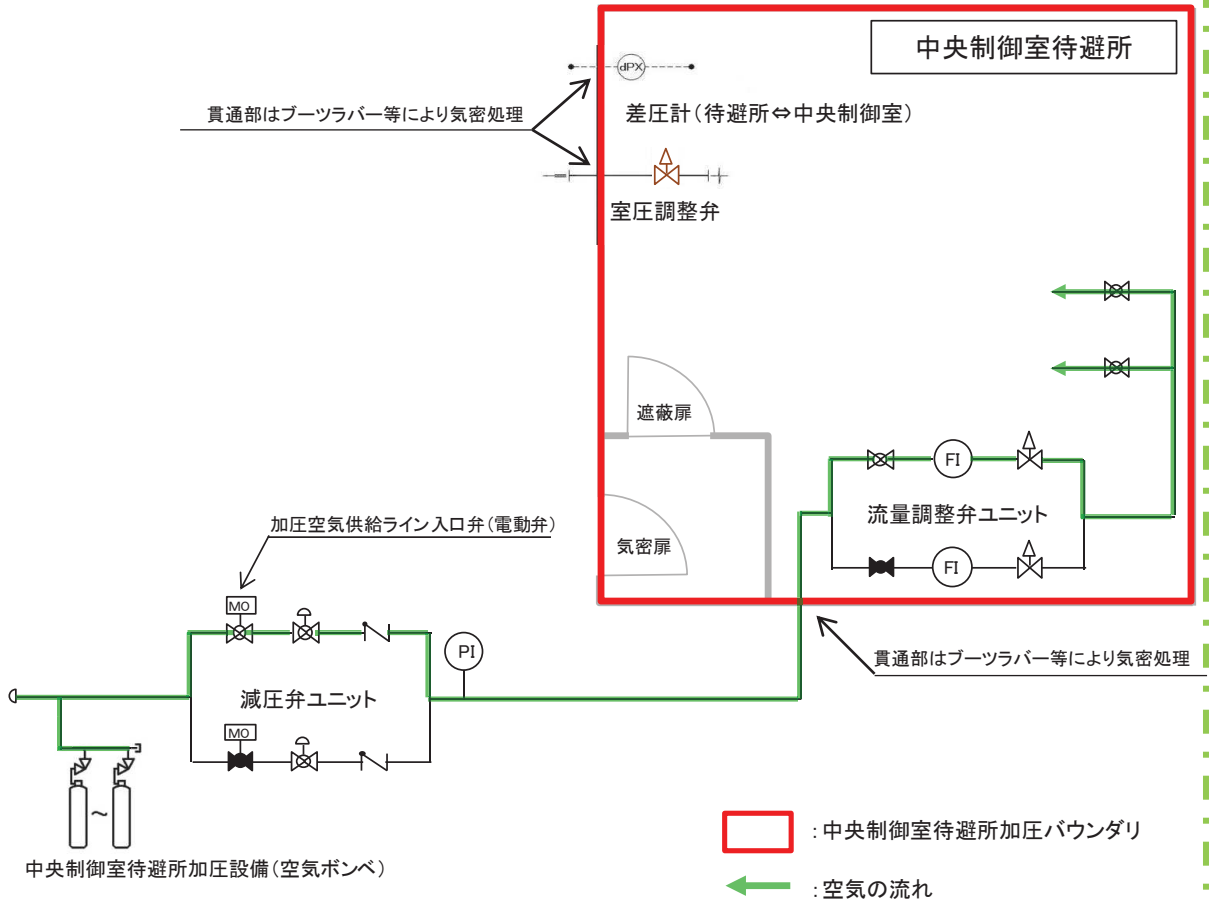 中央制御室待避所
dPX
貫通部はブーツラバー等により気密処理
差圧計(待避所⇔中央制御室)
室圧調整弁
遮蔽扉
FI
流量調整弁ユニット
加圧空気供給ライン入口弁(電動弁)
気密扉
FI
MO
PI
貫通部はブーツラバー等により気密処理
減圧弁ユニット
MO
~
:中央制御室待避所加圧バウンダリ
中央制御室待避所加圧設備(空気ボンベ)
:空気の流れ